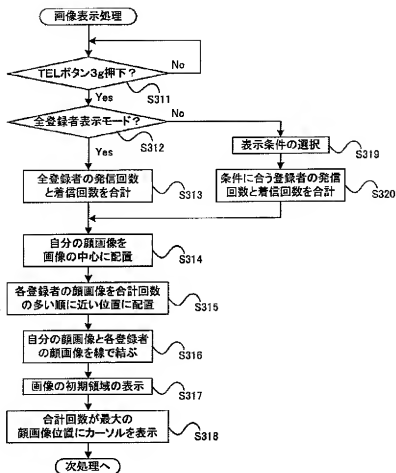 画像表示処理
TELボタン3g押下？
No
Yes
S311
全登録者表示モード？
No
Yes
S312
表示条件の選択
S319
全登録者の発信回数
と着信回数を合計
S313
条件に合う登録者の発信
回数と着信回数を合計
S320
自分の顔画像を
画像の中心に配置
S314
各登録者の顔画像を合計回数
の多い順に近い位置に配置
S315
自分の顔画像と各登録者
の顔画像を線で結ぶ
S316
画像の初期領域の表示
S317
合計回数が最大の
顔画像位置にカーソルを表示
S318
次処理へ